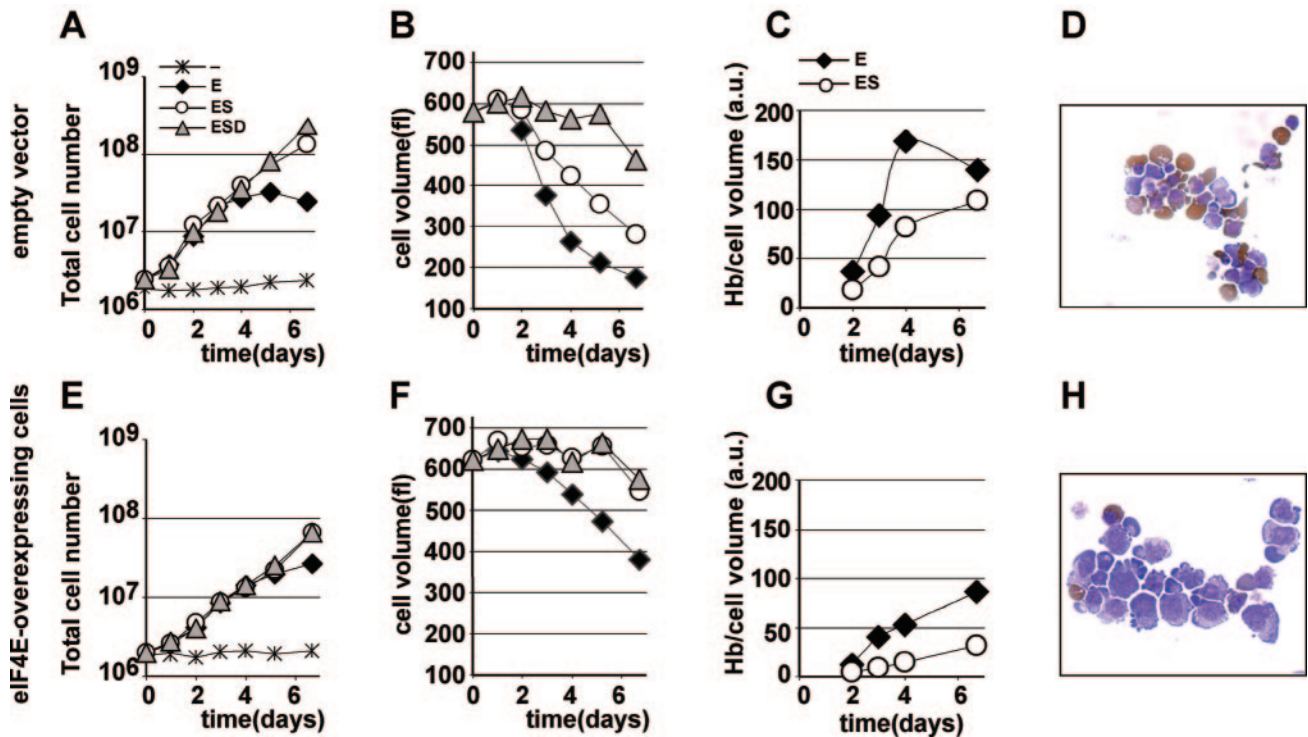 A
B
C
D
empty vector
Total cell number
10⁹
10⁸
10⁷
10⁶
–
E
ES
ESD
0 2 4 6
time(days)
cell volume(fl)
700
600
500
400
300
200
100
0 2 4 6
time(days)
E
ES
Hb/cell volume (a.u.)
200
150
100
50
0
0 2 4 6
time(days)
E
F
G
H
eIF4E-overexpressing cells
Total cell number
10⁹
10⁸
10⁷
10⁶
0 2 4 6
time(days)
cell volume(fl)
700
600
500
400
300
200
100
0 2 4 6
time(days)
Hb/cell volume (a.u.)
200
150
100
50
0
0 2 4 6
time(days)